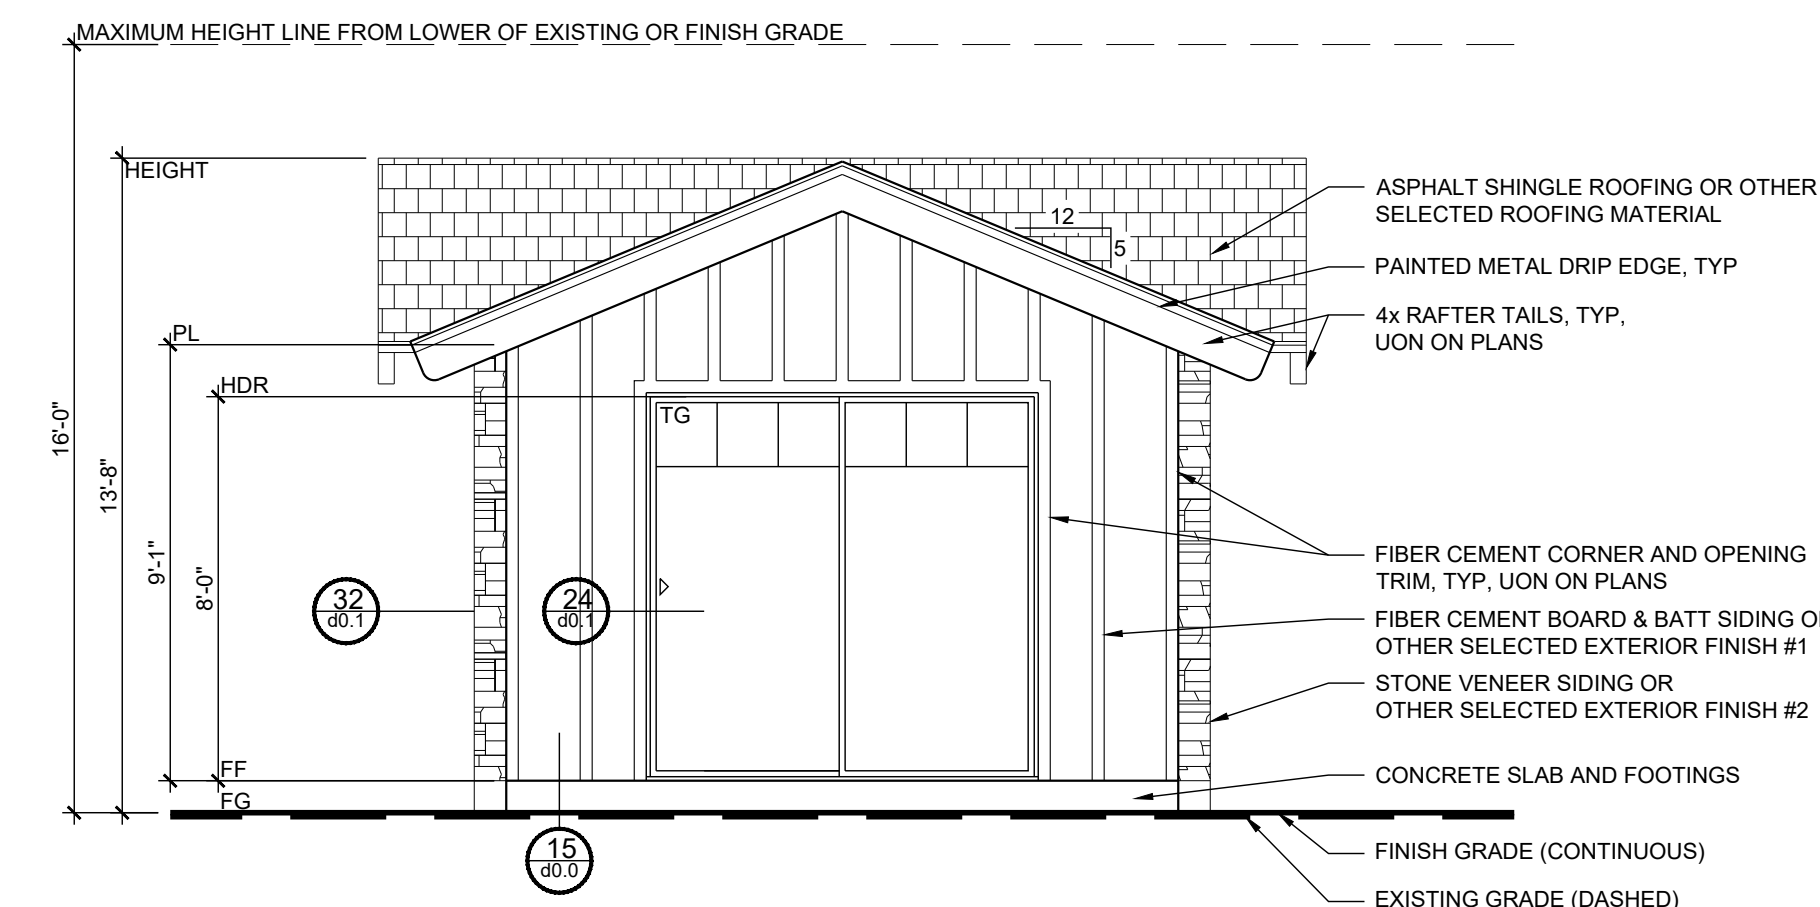 MAXIMUM HEIGHT LINE FROM LOWER OF EXISTING OR FINISH GRADE
HEIGHT
12
5
PL
HDR
TG
16'-0"
13'-8"
9'-1"
8'-0"
32
d0.1
24
d0.1
FF
FG
15
d0.0
ASPHALT SHINGLE ROOFING OR OTHER
SELECTED ROOFING MATERIAL
PAINTED METAL DRIP EDGE, TYP
4x RAFTER TAILS, TYP,
UON ON PLANS
FIBER CEMENT CORNER AND OPENING
TRIM, TYP, UON ON PLANS
FIBER CEMENT BOARD & BATT SIDING
OTHER SELECTED EXTERIOR FINISH #1
STONE VENEER SIDING OR
OTHER SELECTED EXTERIOR FINISH #2
CONCRETE SLAB AND FOOTINGS
FINISH GRADE (CONTINUOUS)
EXISTING GRADE (DASHED)